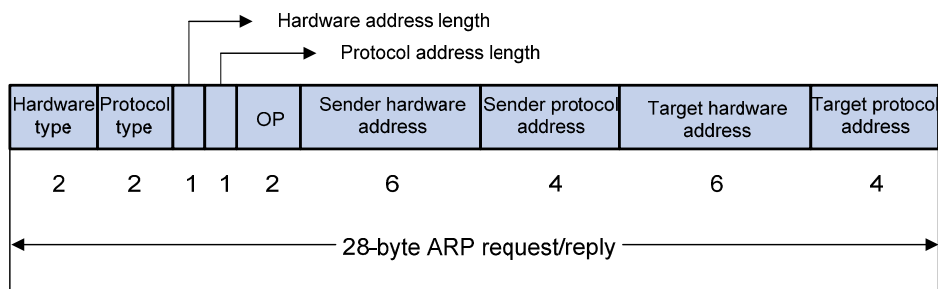 Hardware address length
Protocol address length
Hardware type
Protocol type
OP
Sender hardware address
Sender protocol address
Target hardware address
Target protocol address
2 2 1 1 2 6 4 6 4
28-byte ARP request/reply